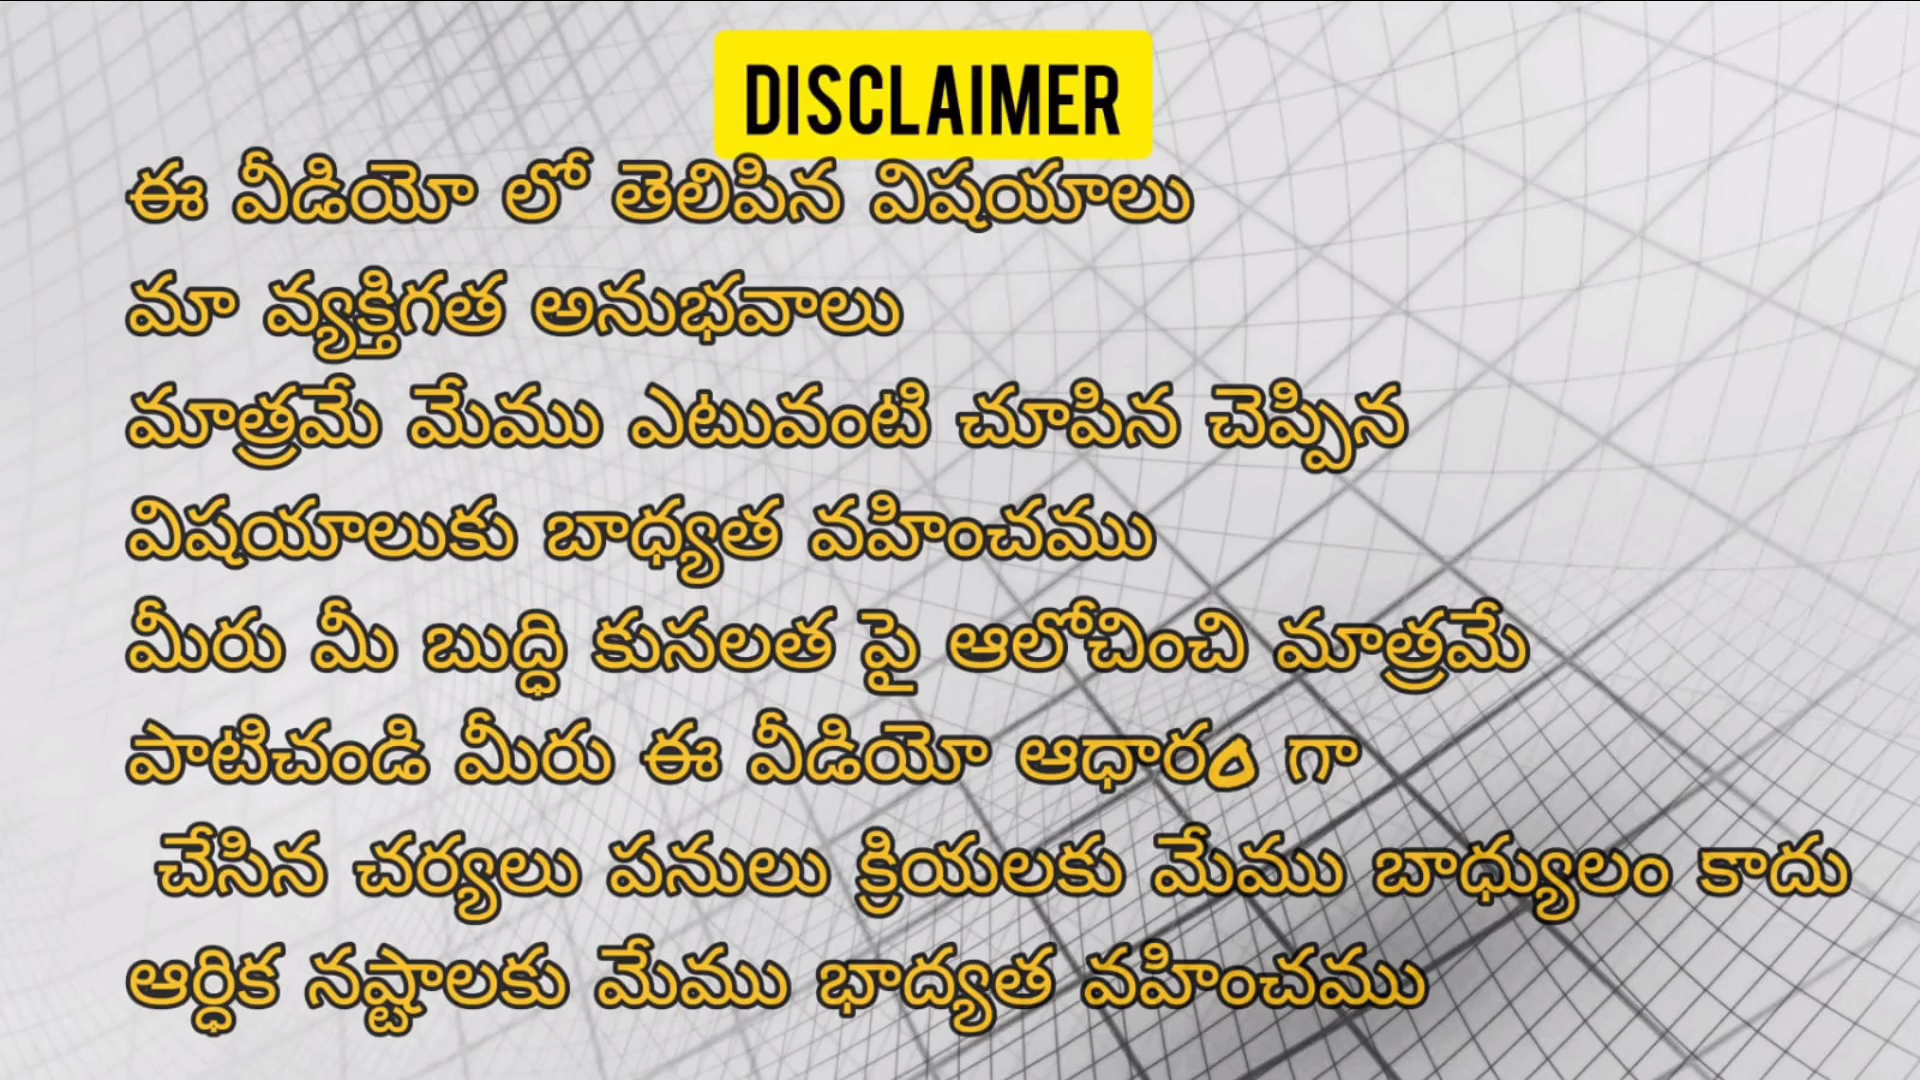 DISCLAIMER
ఈ వీడియో లో తెలిపిన విషయాలు
మా వ్యక్తిగత అనుభవాలు
మాత్రమే మేము ఎటువంటి చూపిన చెప్పిన
విషయాలుకు బాధ్యత వహించము
మీరు మీ బుద్ధి కుసలత పై ఆలోచించి మాత్రమే
పాటిచండి మీరు ఈ వీడియో ఆధారం గా
చేసిన చర్యలు పనులు క్రియలకు మేము బాధ్యులం కాదు
ఆర్ధిక నష్టాలకు మేము భాద్యత వహించము